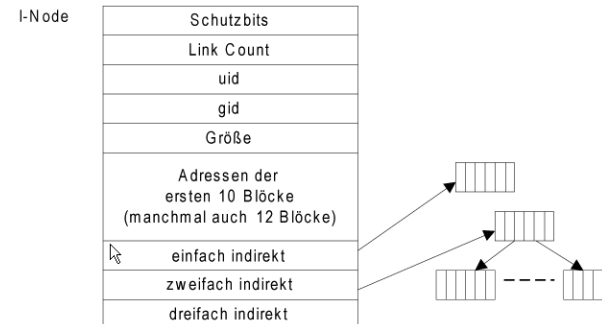 I-Node
Schutzbits
Link Count
uid
gid
Größe
Adressen der
ersten 10 Blöcke
(manchmal auch 12 Blöcke)
einfach indirekt
zweifach indirekt
dreifach indirekt